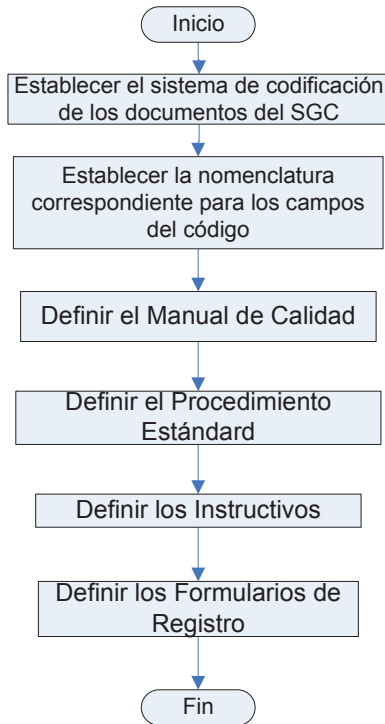 Inicio
Establecer el sistema de codificación
de los documentos del SGC
Establecer la nomenclatura
correspondiente para los campos
del código
Definir el Manual de Calidad
Definir el Procedimiento
Estándard
Definir los Instructivos
Definir los Formularios de
Registro
Fin